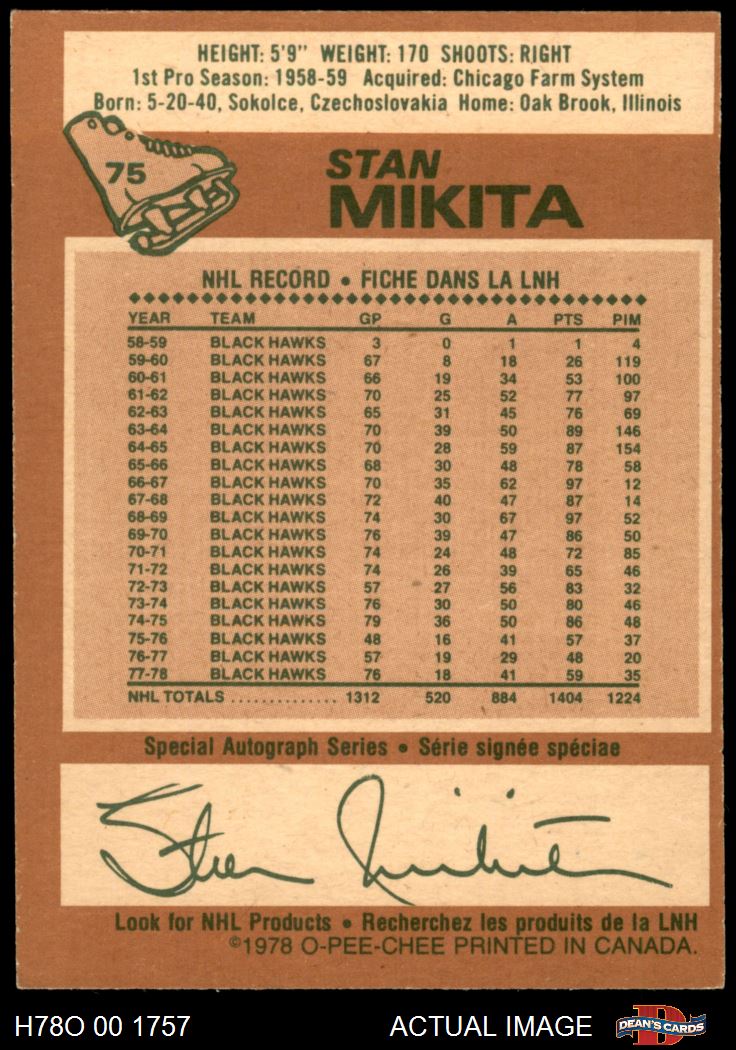 HEIGHT: 5'9" WEIGHT: 170 SHOOTS: RIGHT
1st Pro Season: 1958-59 Acquired: Chicago Farm System
Born: 5-20-40, Sokolce, Czechoslovakia Home: Oak Brook, Illinois
75
STAN
MIKITA
NHL RECORD • FICHE DANS LA LNH
YEAR TEAM GP G A PTS PIM
58-59 BLACK HAWKS 3 0 1 1 4
59-60 BLACK HAWKS 67 8 18 26 119
60-61 BLACK HAWKS 66 19 34 53 100
61-62 BLACK HAWKS 70 25 52 77 97
62-63 BLACK HAWKS 65 31 45 76 69
63-64 BLACK HAWKS 70 39 50 89 146
64-65 BLACK HAWKS 70 28 59 87 154
65-66 BLACK HAWKS 68 30 48 78 58
66-67 BLACK HAWKS 70 35 62 97 12
67-68 BLACK HAWKS 72 40 47 87 14
68-69 BLACK HAWKS 74 30 67 97 52
69-70 BLACK HAWKS 76 39 47 86 50
70-71 BLACK HAWKS 74 24 48 72 85
71-72 BLACK HAWKS 74 26 39 65 46
72-73 BLACK HAWKS 57 27 56 83 32
73-74 BLACK HAWKS 76 30 50 80 46
74-75 BLACK HAWKS 79 36 50 86 48
75-76 BLACK HAWKS 48 16 41 57 37
76-77 BLACK HAWKS 57 19 29 48 20
77-78 BLACK HAWKS 76 18 41 59 35
NHL TOTALS .............. 1312 520 884 1404 1224
Special Autograph Series • Série signée spéciae
Stan Mikita
Look for NHL Products • Recherchez les produits de la LNH
©1978 O-PEE-CHEE PRINTED IN CANADA.
H78O 00 1757 ACTUAL IMAGE D DEAN'S CARDS